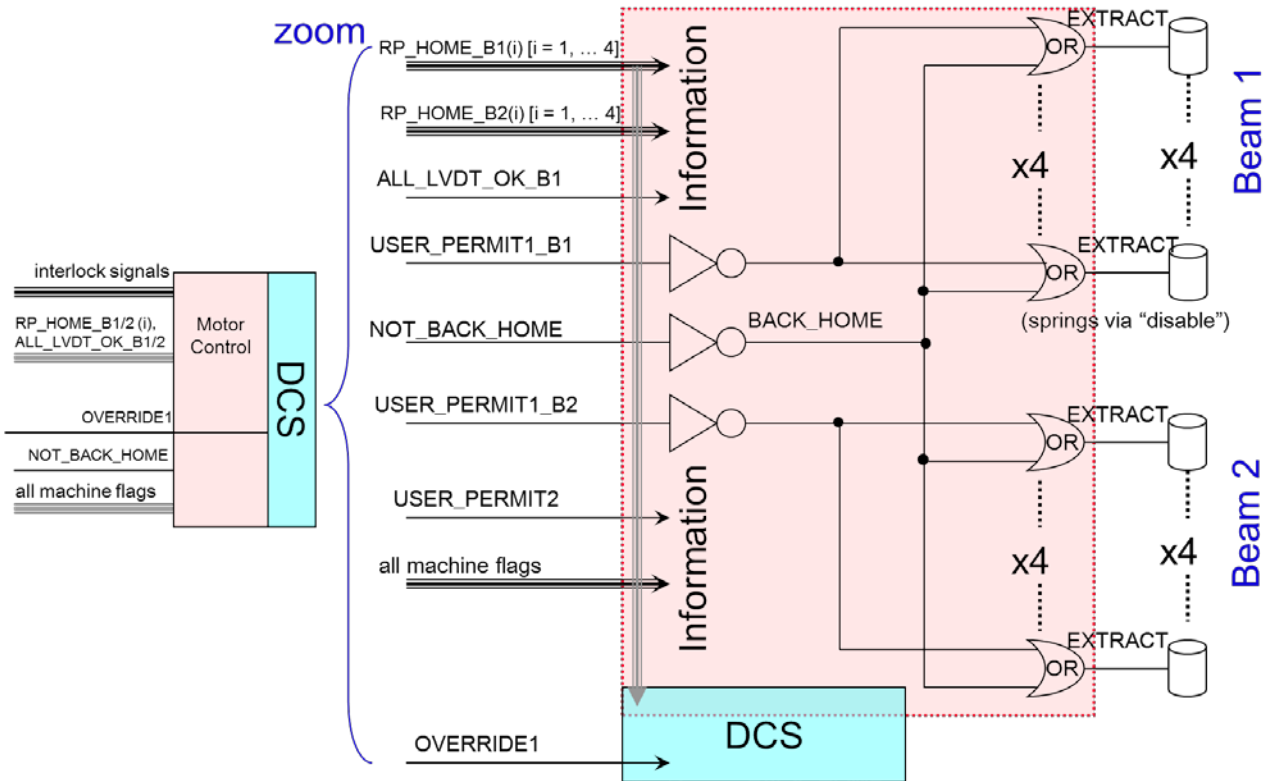 zoom
interlock signals
RP_HOME_B1/2 (i),
ALL_LVDT_OK_B1/2
OVERRIDE1
NOT_BACK_HOME
all machine flags
Motor
Control
DCS
RP_HOME_B1(i) [i = 1, ... 4]
RP_HOME_B2(i) [i = 1, ... 4]
ALL_LVDT_OK_B1
USER_PERMIT1_B1
NOT_BACK_HOME
USER_PERMIT1_B2
USER_PERMIT2
all machine flags
OVERRIDE1
Information
BACK_HOME
Information
DCS
OR
EXTRACT
x4
x4
OR
EXTRACT
(springs via “disable”)
Beam 1
OR
EXTRACT
x4
x4
OR
EXTRACT
Beam 2